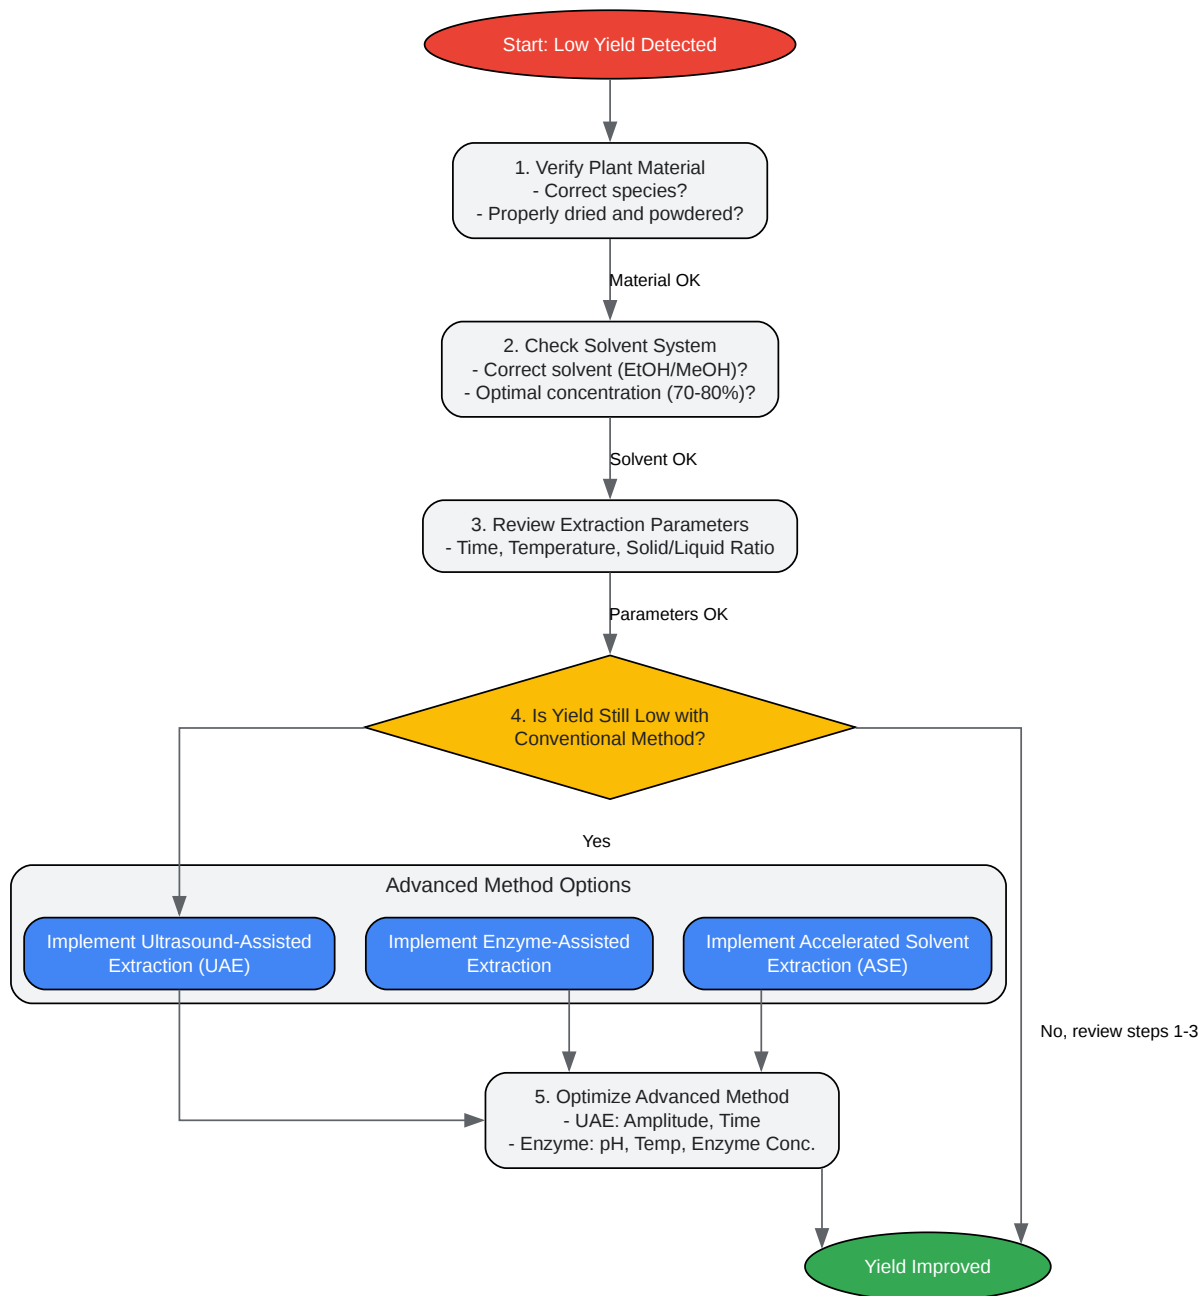 Start: Low Yield Detected
1. Verify Plant Material
- Correct species?
- Properly dried and powdered?
Material OK
2. Check Solvent System
- Correct solvent (EtOH/MeOH)?
- Optimal concentration (70-80%)?
Solvent OK
3. Review Extraction Parameters
- Time, Temperature, Solid/Liquid Ratio
Parameters OK
4. Is Yield Still Low with
Conventional Method?
Yes
Advanced Method Options
Implement Ultrasound-Assisted
Extraction (UAE)
Implement Enzyme-Assisted
Extraction
Implement Accelerated Solvent
Extraction (ASE)
No, review steps 1-3
5. Optimize Advanced Method
- UAE: Amplitude, Time
- Enzyme: pH, Temp, Enzyme Conc.
Yield Improved